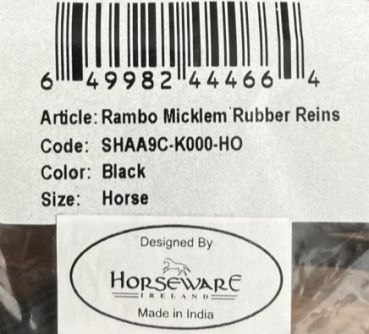 6 49982 44466 4
Article: Rambo Micklem Rubber Reins
Code: SHAA9C-K000-HO
Color: Black
Size: Horse
Designed By
HORSEWARE
IRELAND
Made in India